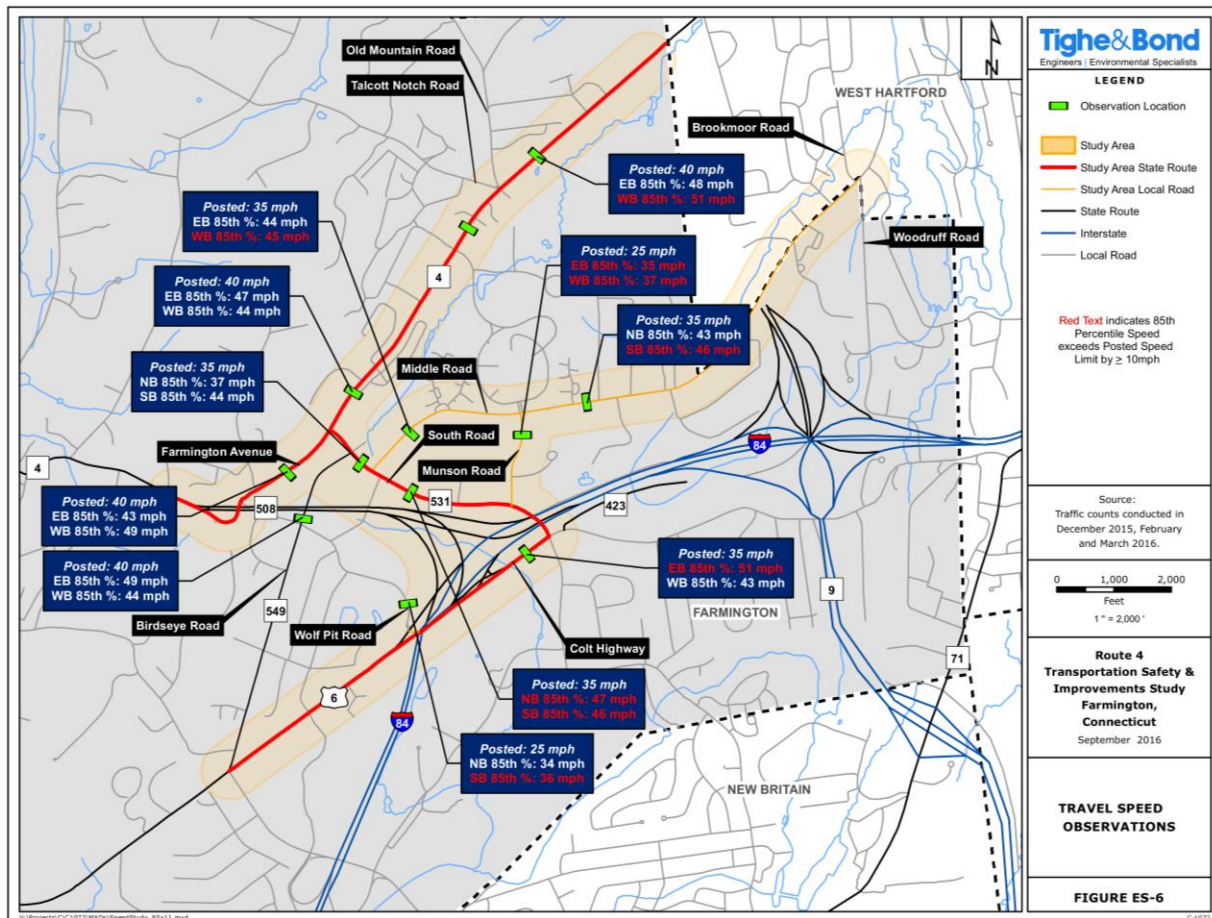 Old Mountain Road
Talcott Notch Road
N
WEST HARTFORD
Brookmoor Road
Posted: 40 mph
EB 85th %: 48 mph
WB 85th %: 51 mph
Posted: 35 mph
EB 85th %: 44 mph
WB 85th %: 45 mph
Woodruff Road
Posted: 25 mph
EB 85th %: 35 mph
WB 85th %: 37 mph
4
Posted: 40 mph
EB 85th %: 47 mph
WB 85th %: 44 mph
Posted: 35 mph
NB 85th %: 43 mph
SB 85th %: 46 mph
Posted: 35 mph
NB 85th %: 37 mph
SB 85th %: 44 mph
Middle Road
South Road
Farmington Avenue
Munson Road
84
4
508
531
423
Posted: 40 mph
EB 85th %: 43 mph
WB 85th %: 49 mph
Posted: 40 mph
EB 85th %: 49 mph
WB 85th %: 44 mph
Posted: 35 mph
EB 85th %: 51 mph
WB 85th %: 43 mph
9
549
FARMINGTON
Birdseye Road
Wolf Pit Road
Colt Highway
71
6
84
Posted: 35 mph
NB 85th %: 47 mph
SB 85th %: 46 mph
Posted: 25 mph
NB 85th %: 34 mph
SB 85th %: 36 mph
NEW BRITAIN
Tighe&Bond
Engineers | Environmental Specialists
LEGEND
Observation Location
Study Area
Study Area State Route
Study Area Local Road
State Route
Interstate
Local Road
Red Text indicates 85th
Percentile Speed
exceeds Posted Speed
Limit by ≥ 10mph
Source:
Traffic counts conducted in
December 2015, February
and March 2016.
0 1,000 2,000
Feet
1 " = 2,000 '
Route 4
Transportation Safety &
Improvements Study
Farmington,
Connecticut
September 2016
TRAVEL SPEED
OBSERVATIONS
FIGURE ES-6